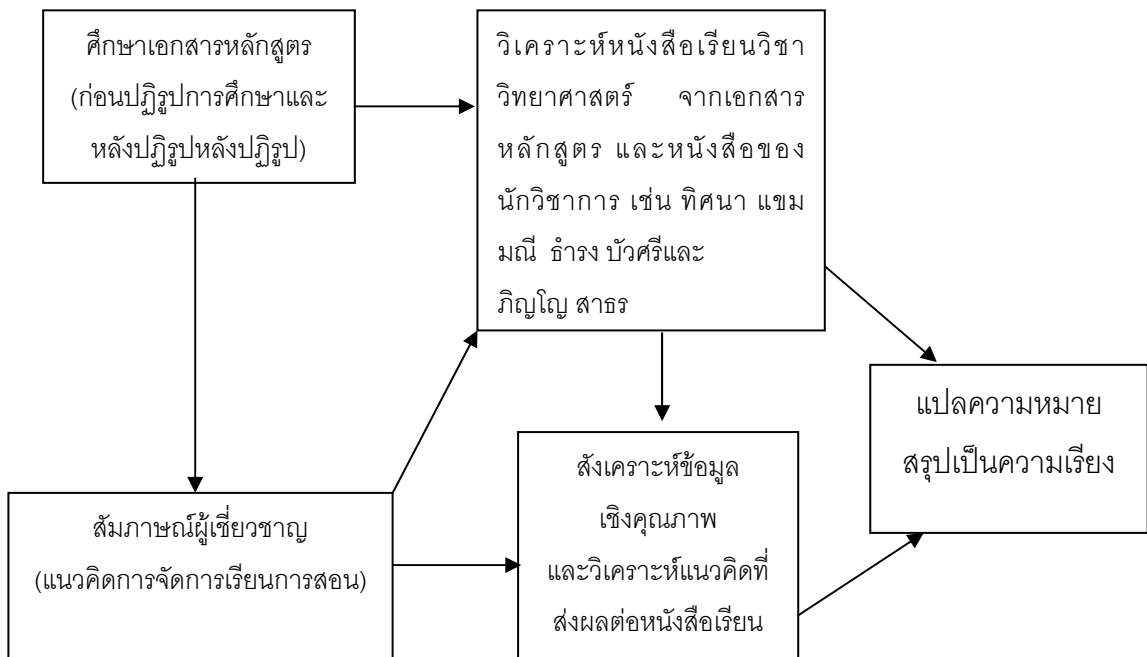 ศึกษาเอกสารหลักสูตร
(ก่อนปฏิรูปการศึกษาและ
หลังปฏิรูปหลังปฏิรูป)
วิเคราะห์หนังสือเรียนวิชา
วิทยาศาสตร์ จากเอกสาร
หลักสูตร และหนังสือของ
นักวิชาการ เช่น ทิศนา แขม
มณี ธำรง บัวศรีและ
ภิญโญ สาธร
แปลความหมาย
สรุปเป็นความเรียง
สัมภาษณ์ผู้เชี่ยวชาญ
(แนวคิดการจัดการเรียนการสอน)
สังเคราะห์ข้อมูล
เชิงคุณภาพ
และวิเคราะห์แนวคิดที่
ส่งผลต่อหนังสือเรียน